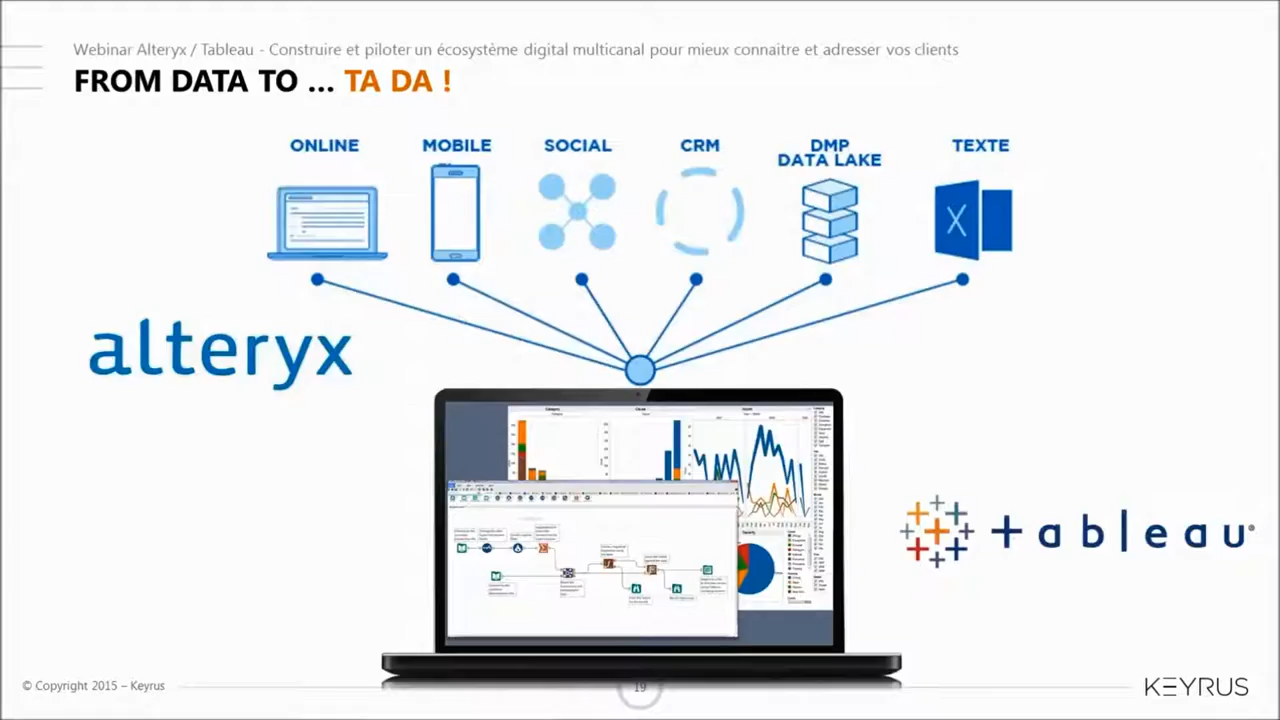 Webinar Alteryx / Tableau - Construire et piloter un écosystème digital multicanal pour mieux connaitre et adresser vos clients
FROM DATA TO ... TA DA !
ONLINE
MOBILE
SOCIAL
CRM
DMP
DATA LAKE
TEXTE
X
alteryx
+ableau®
© Copyright 2015 – Keyrus
19
KEYRUS